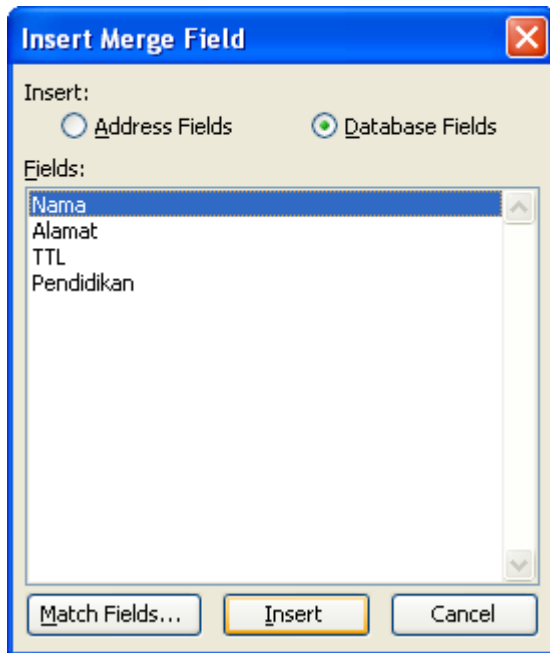 Insert Merge Field
Insert:
Address Fields Database Fields
Fields:
Nama
Alamat
TTL
Pendidikan
Match Fields... Insert Cancel